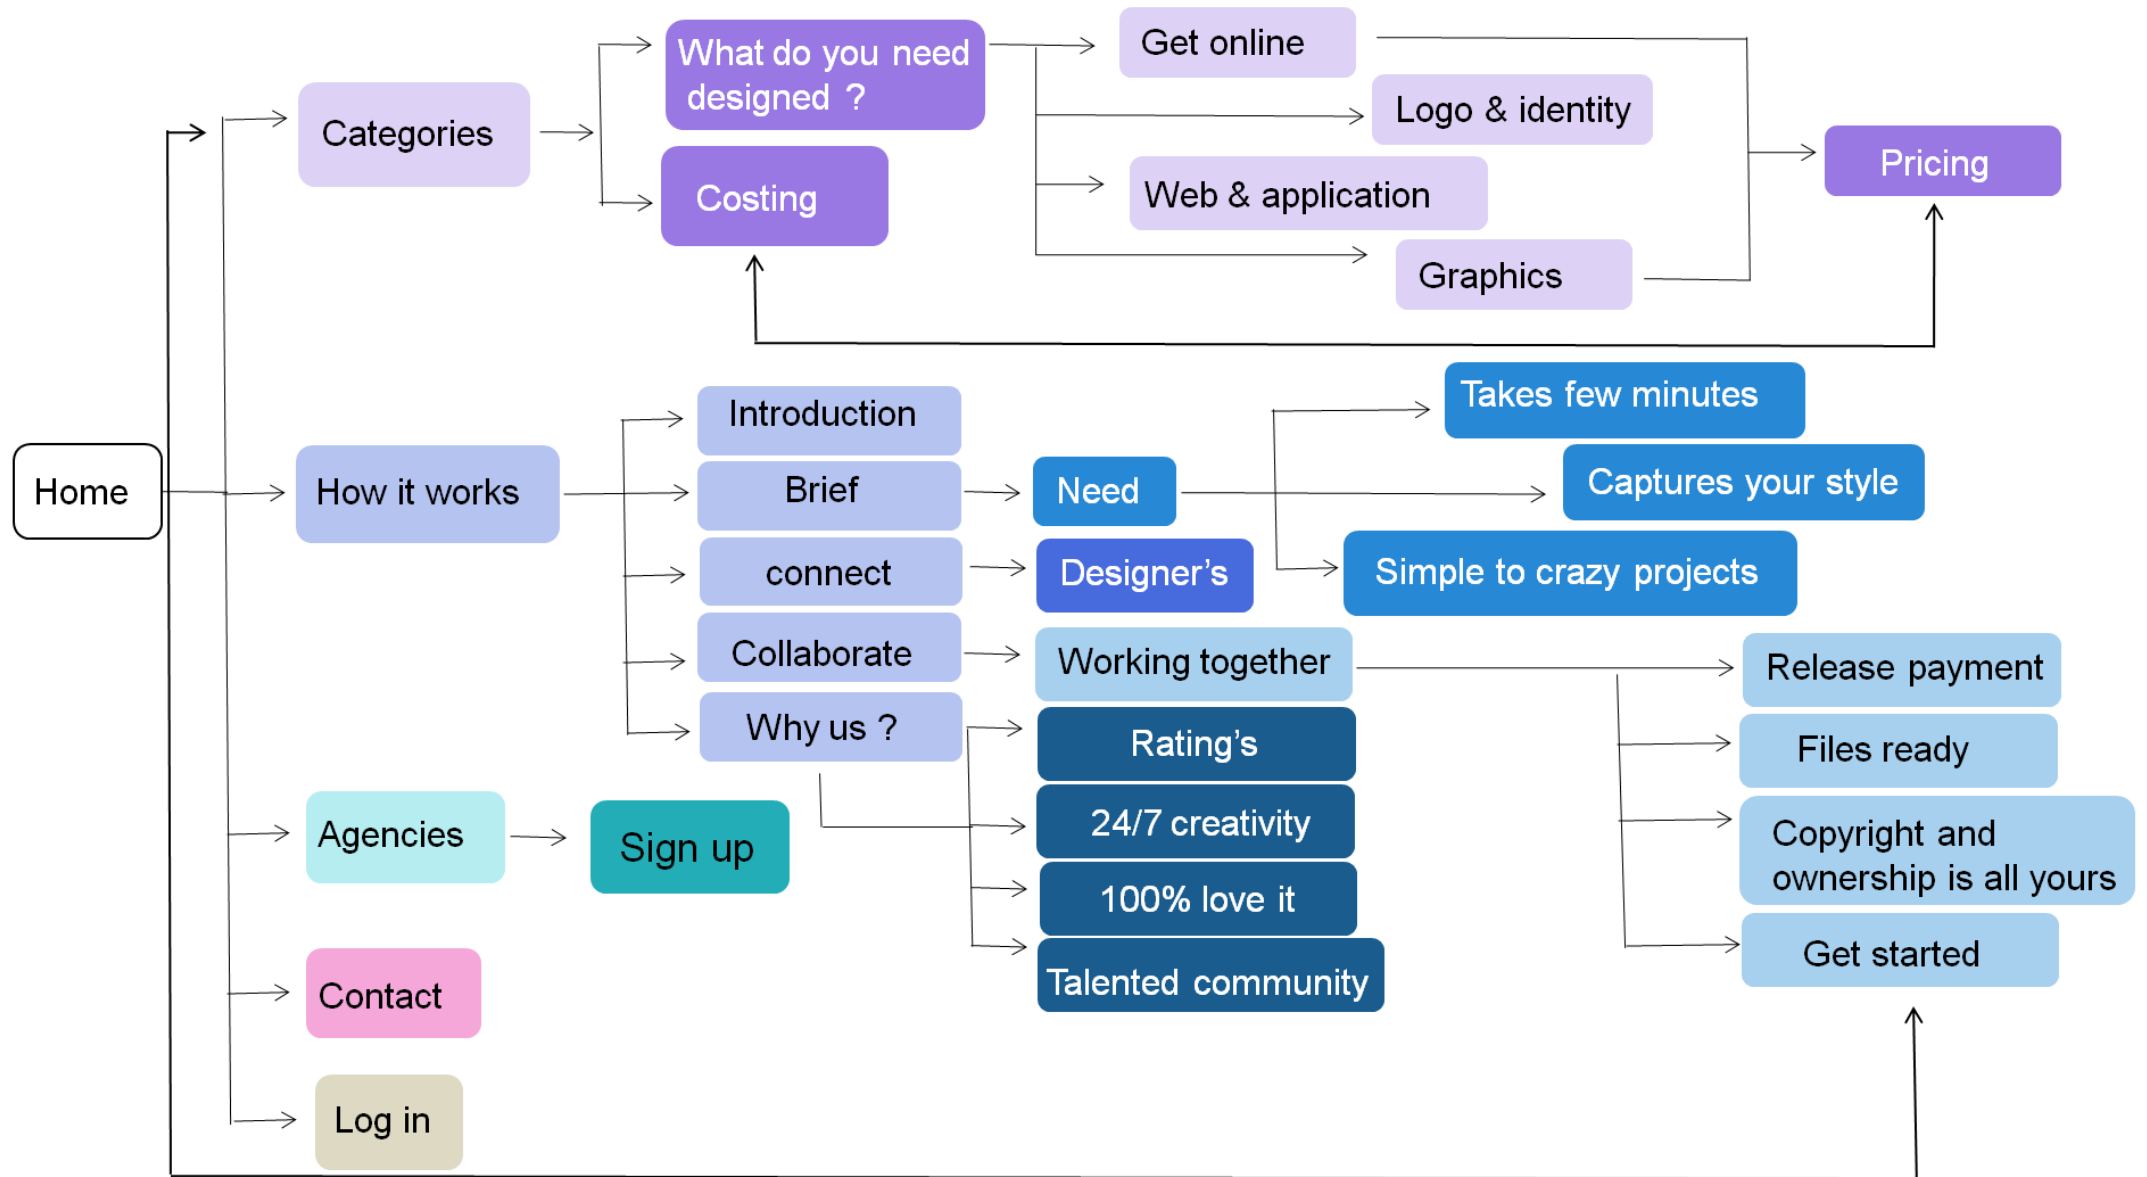 What do you need
designed ?
Get online
Logo & identity
Categories
Pricing
Costing
Web & application
Graphics
Takes few minutes
Introduction
Captures your style
Home
How it works
Brief
Need
connect
Designer’s
Simple to crazy projects
Collaborate
Working together
Release payment
Why us ?
Rating’s
Files ready
Agencies
Sign up
24/7 creativity
Copyright and
ownership is all yours
100% love it
Get started
Contact
Talented community
Log in